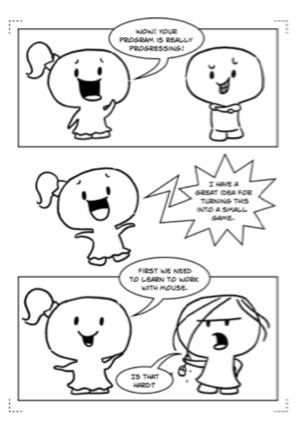 WOW! YOUR
PROGRAM IS REALLY
PROGRESSING!
I HAVE A
GREAT IDEA FOR
TURNING THIS
INTO A SMALL
GAME.
FIRST WE NEED
TO LEARN TO WORK
WITH MOUSE.
IS THAT
HARD?